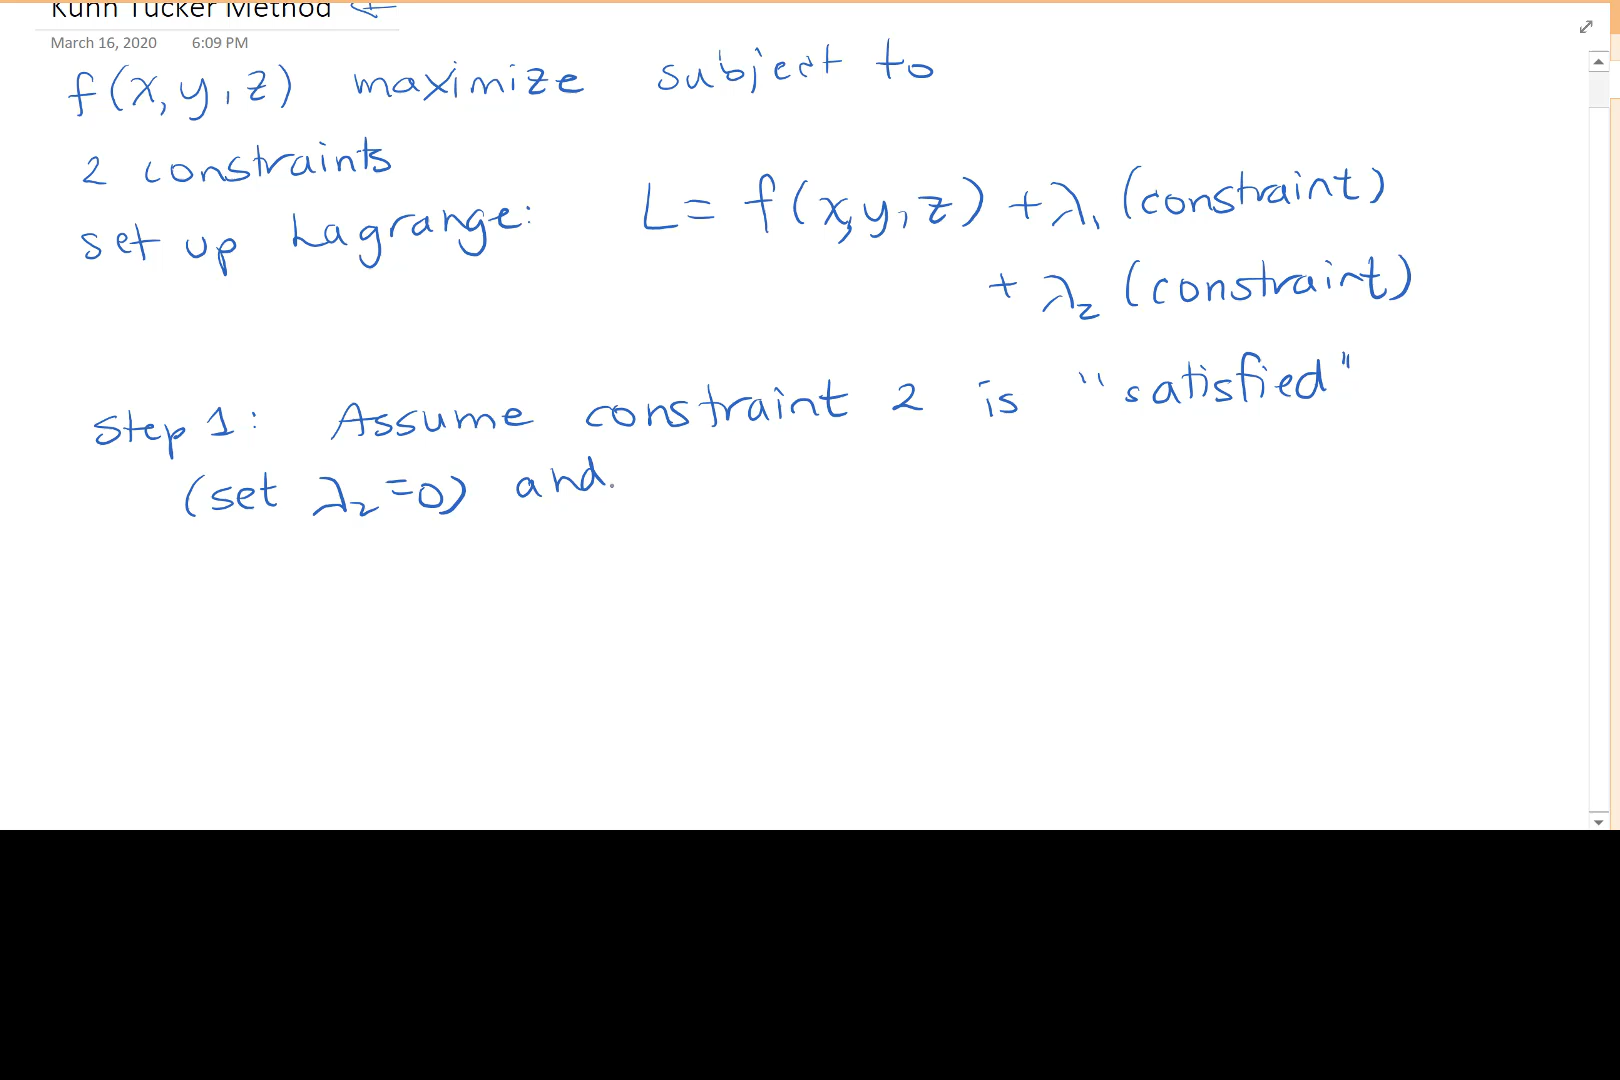 Kuhn Tucker Method
March 16, 2020 6:09 PM
f(x,y,z) maximize subject to
2 constraints
set up Lagrange: L= f(x,y,z) +λ₁ (constraint)
+ λ₂ (constraint)
Step 1: Assume constraint 2 is "satisfied"
(set λ₂=0) and.